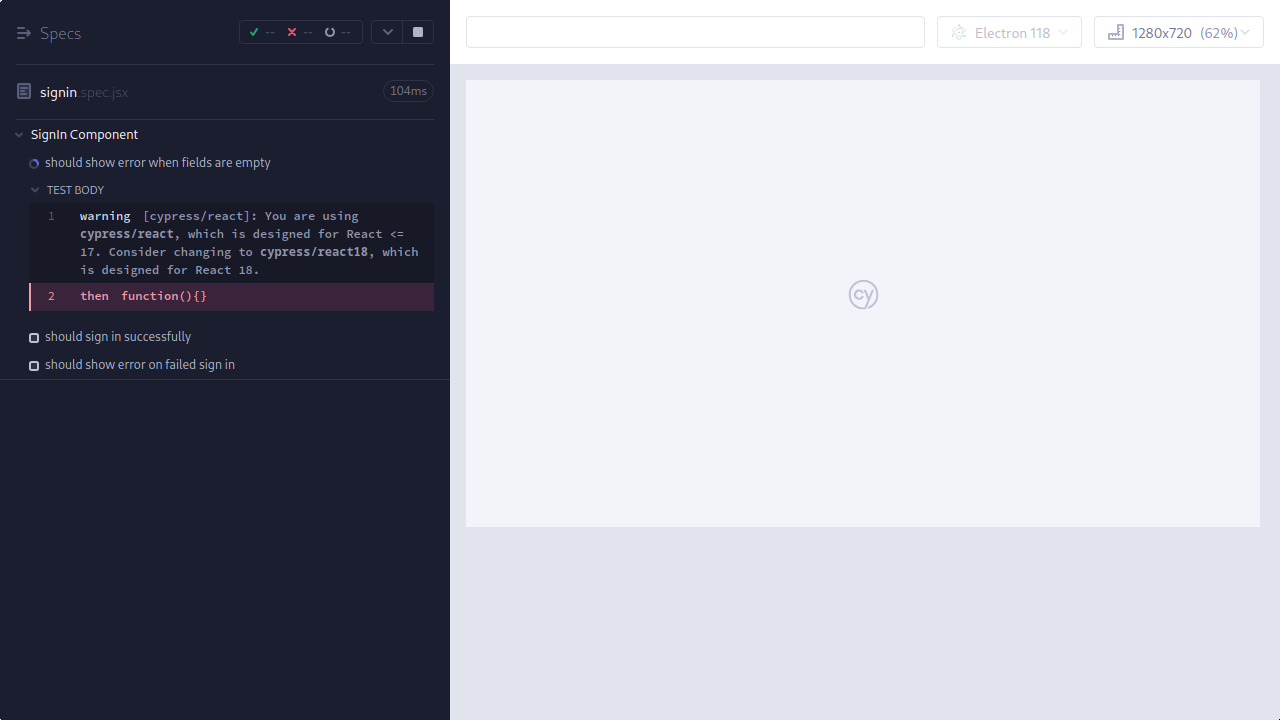 Specs
-- -- --
Electron 118
1280x720 (62%)
signin.spec.jsx
104ms
SignIn Component
should show error when fields are empty
TEST BODY
1 warning [cypress/react]: You are using
cypress/react, which is designed for React <=
17. Consider changing to cypress/react18, which
is designed for React 18.
2 then function(){}
should sign in successfully
should show error on failed sign in
cy